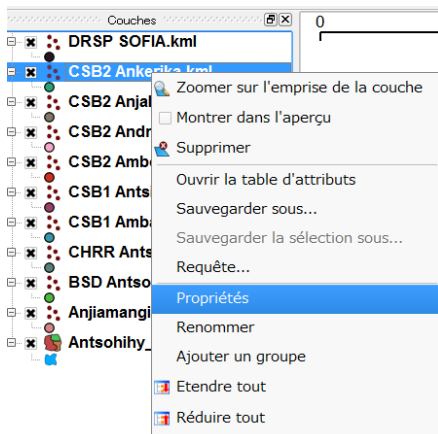 Couches
0
DRSP SOFIA.kml
CSB2 Ankerika.kml
CSB2 Anjal
CSB2 Andr
CSB2 Ambo
CSB1 Antsi
CSB1 Amba
CHRR Ants
BSD Antso
Anjiamangi
Antsohihy_
Zoomer sur l'emprise de la couche
Montrer dans l'aperçu
Supprimer
Ouvrir la table d'attributs
Sauvegarder sous...
Sauvegarder la sélection sous...
Requête...
Propriétés
Renommer
Ajouter un groupe
Etendre tout
Réduire tout